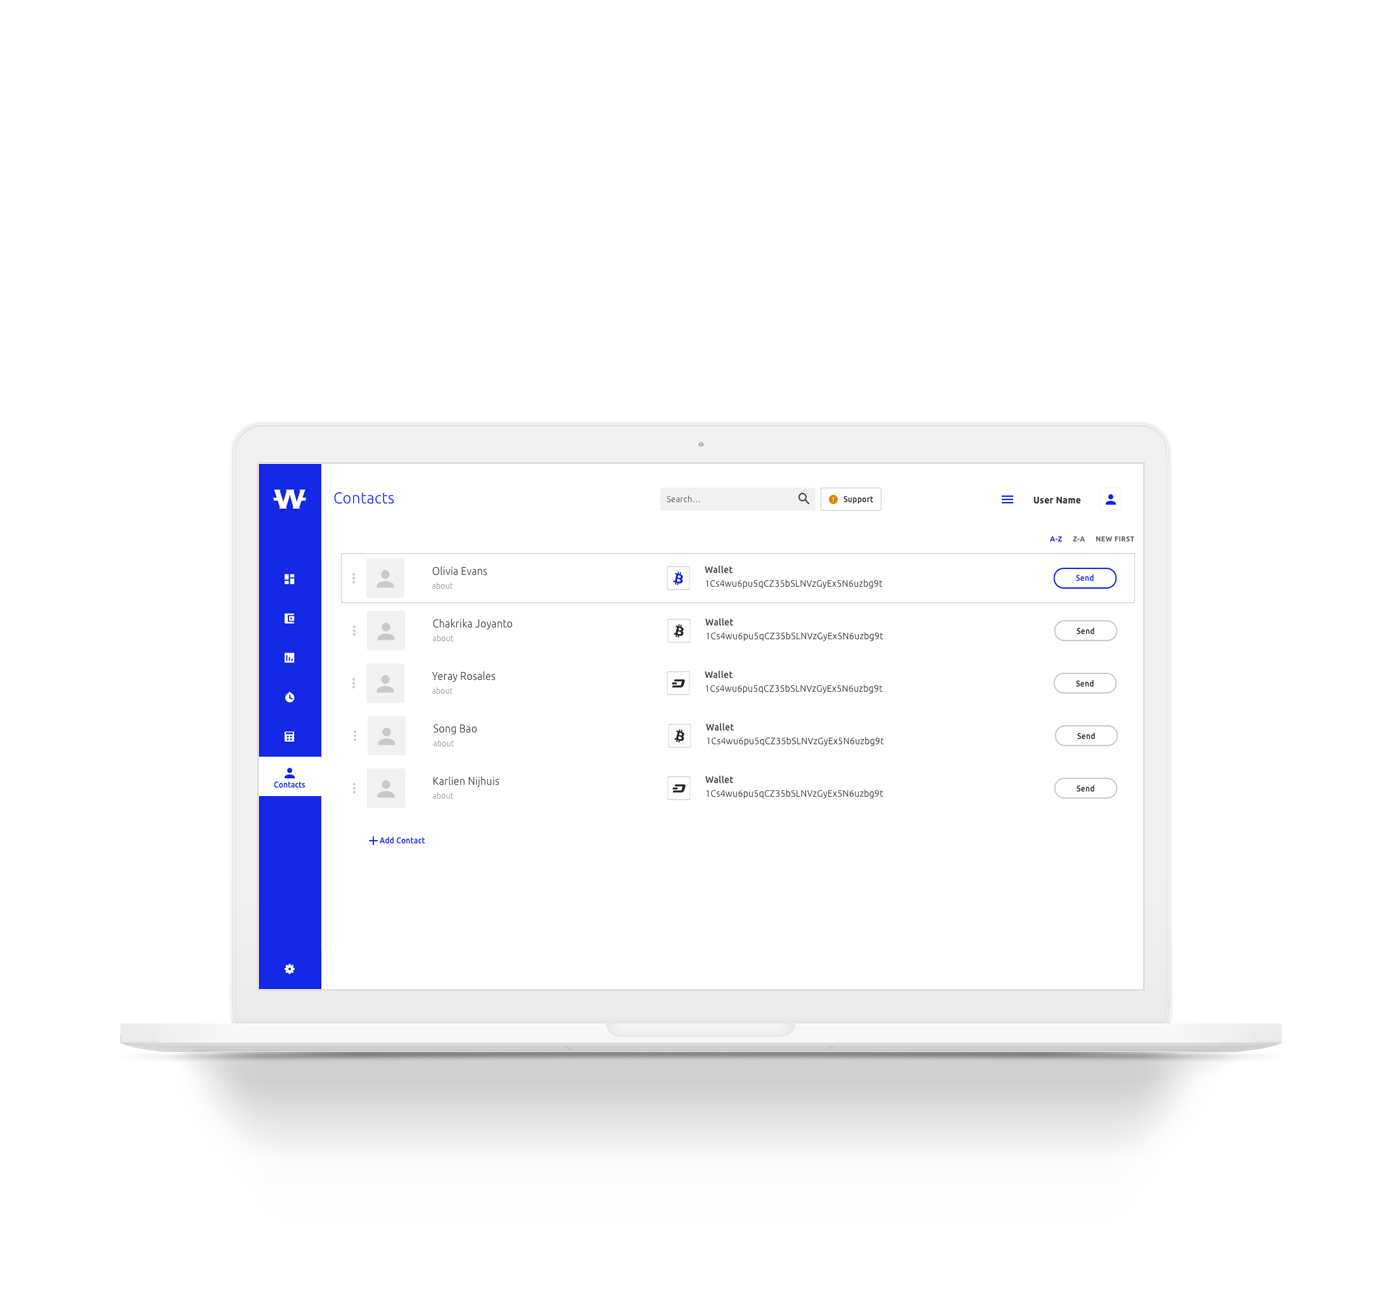 W
Contacts
Search...
Support
User Name
A-Z Z-A NEW FIRST
Olivia Evans
about
Wallet
1Cs4wu6pu5qCZ35bSLNVzGyEx5N6uzbg9t
Send
Chakrika Joyanto
about
Wallet
1Cs4wu6pu5qCZ35bSLNVzGyEx5N6uzbg9t
Send
Yeray Rosales
about
Wallet
1Cs4wu6pu5qCZ35bSLNVzGyEx5N6uzbg9t
Send
Song Bao
about
Wallet
1Cs4wu6pu5qCZ35bSLNVzGyEx5N6uzbg9t
Send
Karlien Nijhuis
about
Wallet
1Cs4wu6pu5qCZ35bSLNVzGyEx5N6uzbg9t
Send
Contacts
Add Contact